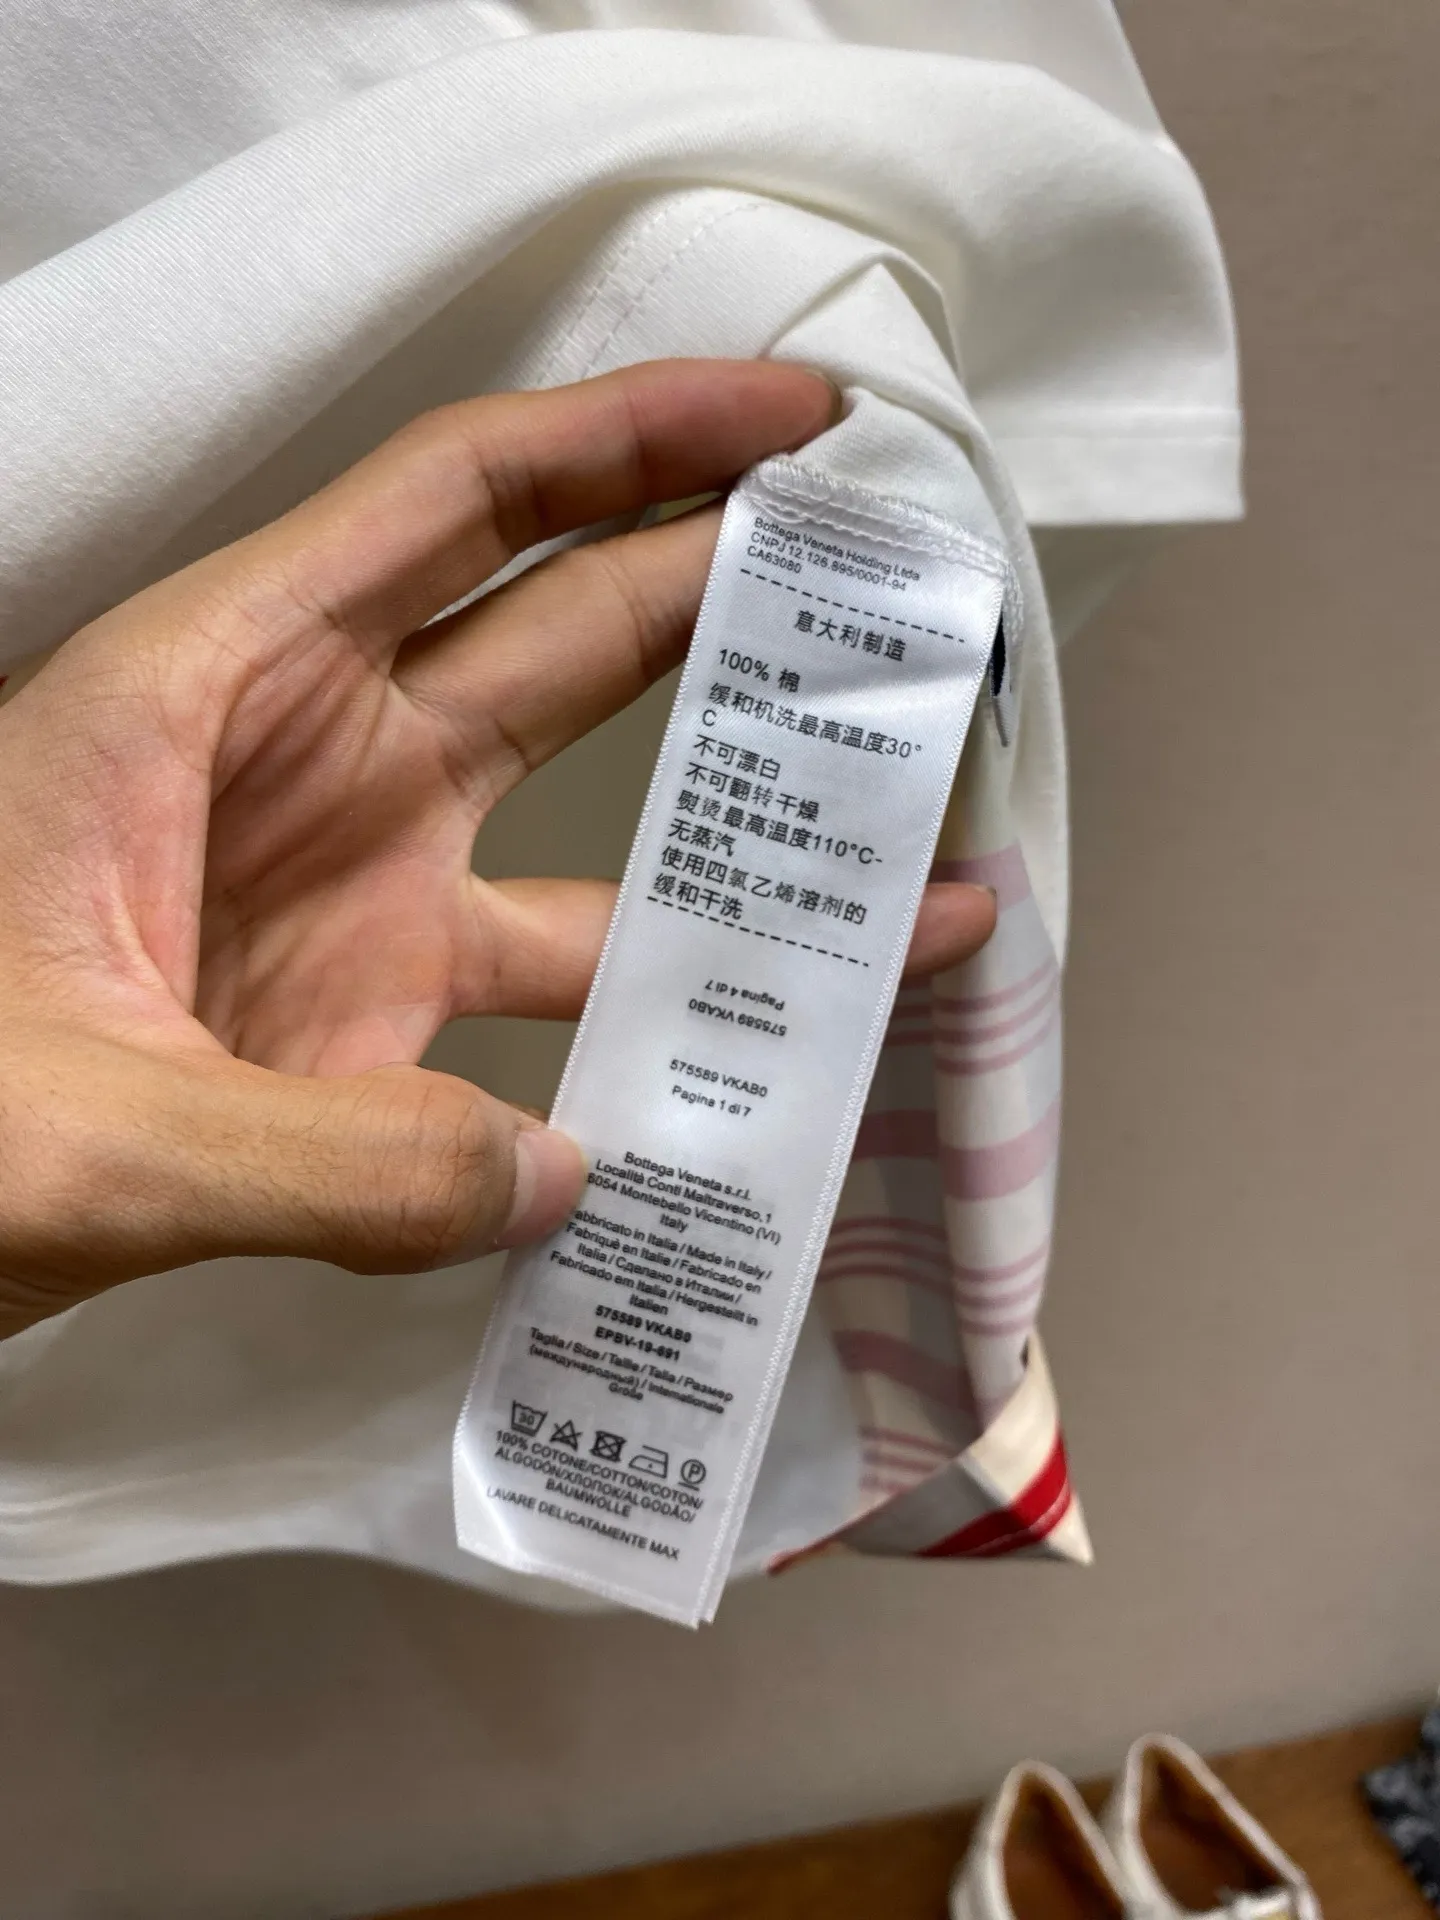 Bottega Veneta Holding Ltda
CNPJ 12.126.895/0001-94
CA63080
意大利制造
100% 棉
缓和机洗最高温度30°
C
不可漂白
不可翻转干燥
熨烫最高温度110°C-
无蒸汽
使用四氯乙烯溶剂的
缓和干洗
Pagina 4 di 7
575589 VKAB0
575589 VKAB0
Pagina 1 di 7
Bottega Veneta s.r.l.
Località Conti Maltraverso,1
6054 Montebello Vicentino (VI)
Italy
abbricato in Italia / Made in Italy /
Fabriqué en Italie / Fabricado en
Italia / Сделано в Италии /
Fabricado em Italia / Hergestellt in
Italien
575589 VKAB0
EPBV-19-691
Taglia / Size / Taille / Talla / Размер
(международный) / Internationale
Größe
30
P
100% COTONE/COTTON/COTON/
ALGODÓN/ХЛОПОК/ALGODÃO/
BAUMWOLLE
LAVARE DELICATAMENTE MAX